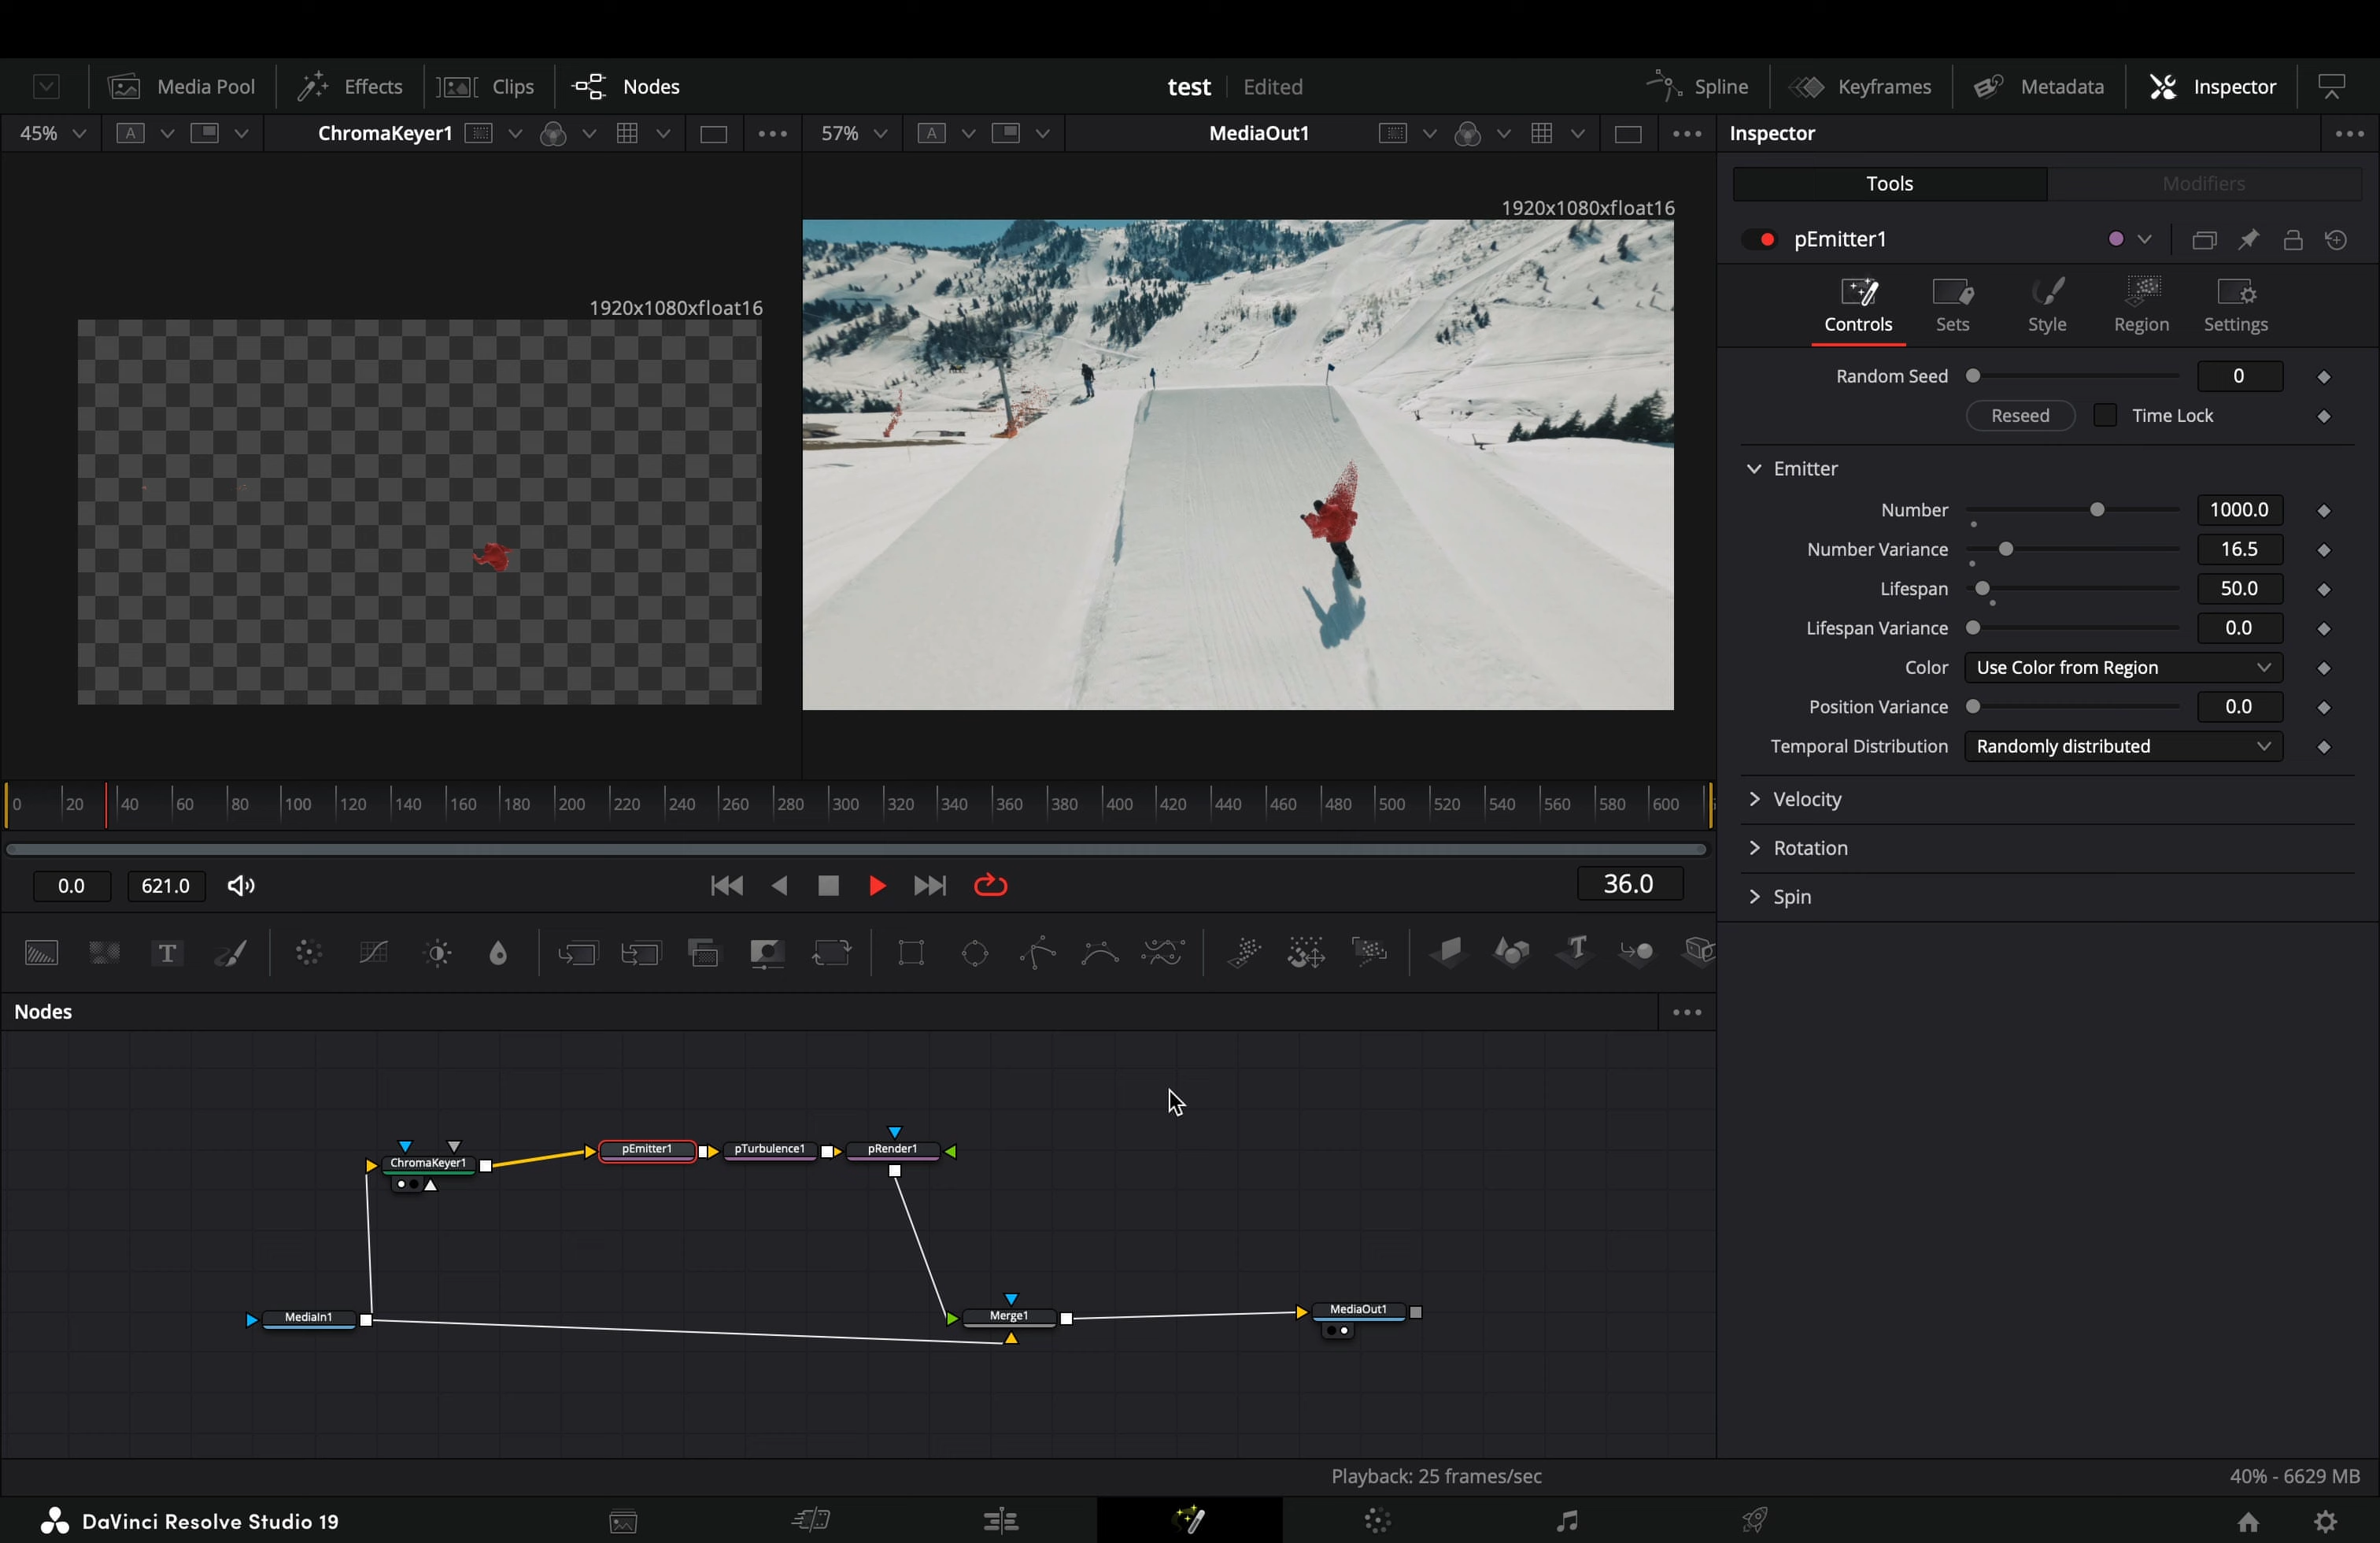 Media Pool
Effects
Clips
Nodes
test
Edited
Spline
Keyframes
Metadata
Inspector
45%
A
ChromaKeyer1
57%
A
MediaOut1
Inspector
1920x1080xfloat16
1920x1080xfloat16
Tools
Modifiers
pEmitter1
Controls
Sets
Style
Region
Settings
Random Seed
0
Reseed
Time Lock
Emitter
Number
1000.0
Number Variance
16.5
Lifespan
50.0
Lifespan Variance
0.0
Color
Use Color from Region
Position Variance
0.0
Temporal Distribution
Randomly distributed
Velocity
Rotation
Spin
0 20 40 60 80 100 120 140 160 180 200 220 240 260 280 300 320 340 360 380 400 420 440 460 480 500 520 540 560 580 600
0.0
621.0
36.0
T
T
Nodes
ChromaKeyer1
pEmitter1
pTurbulence1
pRender1
MediaIn1
Merge1
MediaOut1
Playback: 25 frames/sec
40% - 6629 MB
DaVinci Resolve Studio 19